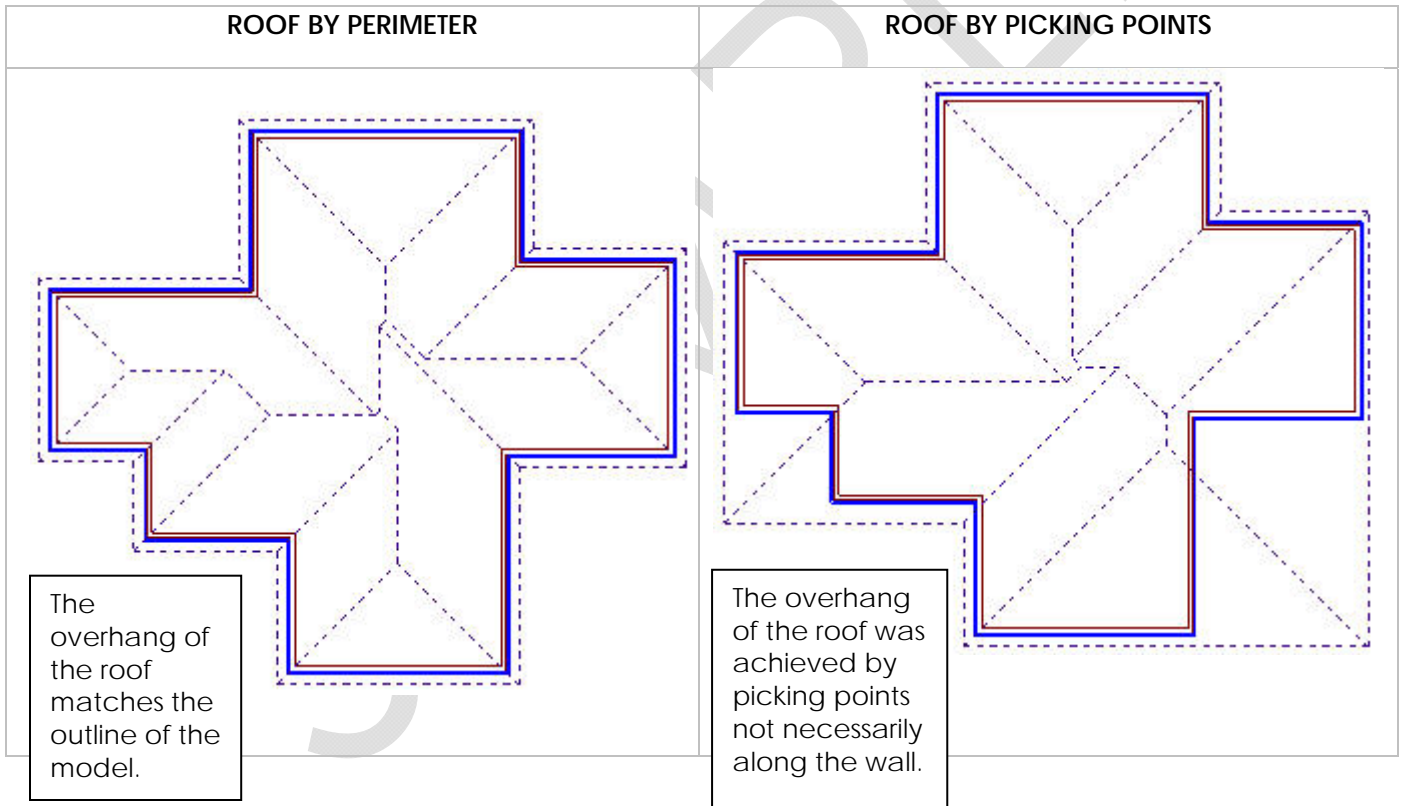 ROOF BY PERIMETER
ROOF BY PICKING POINTS
The
overhang of
the roof
matches the
outline of the
model.
The overhang
of the roof was
achieved by
picking points
not necessarily
along the wall.